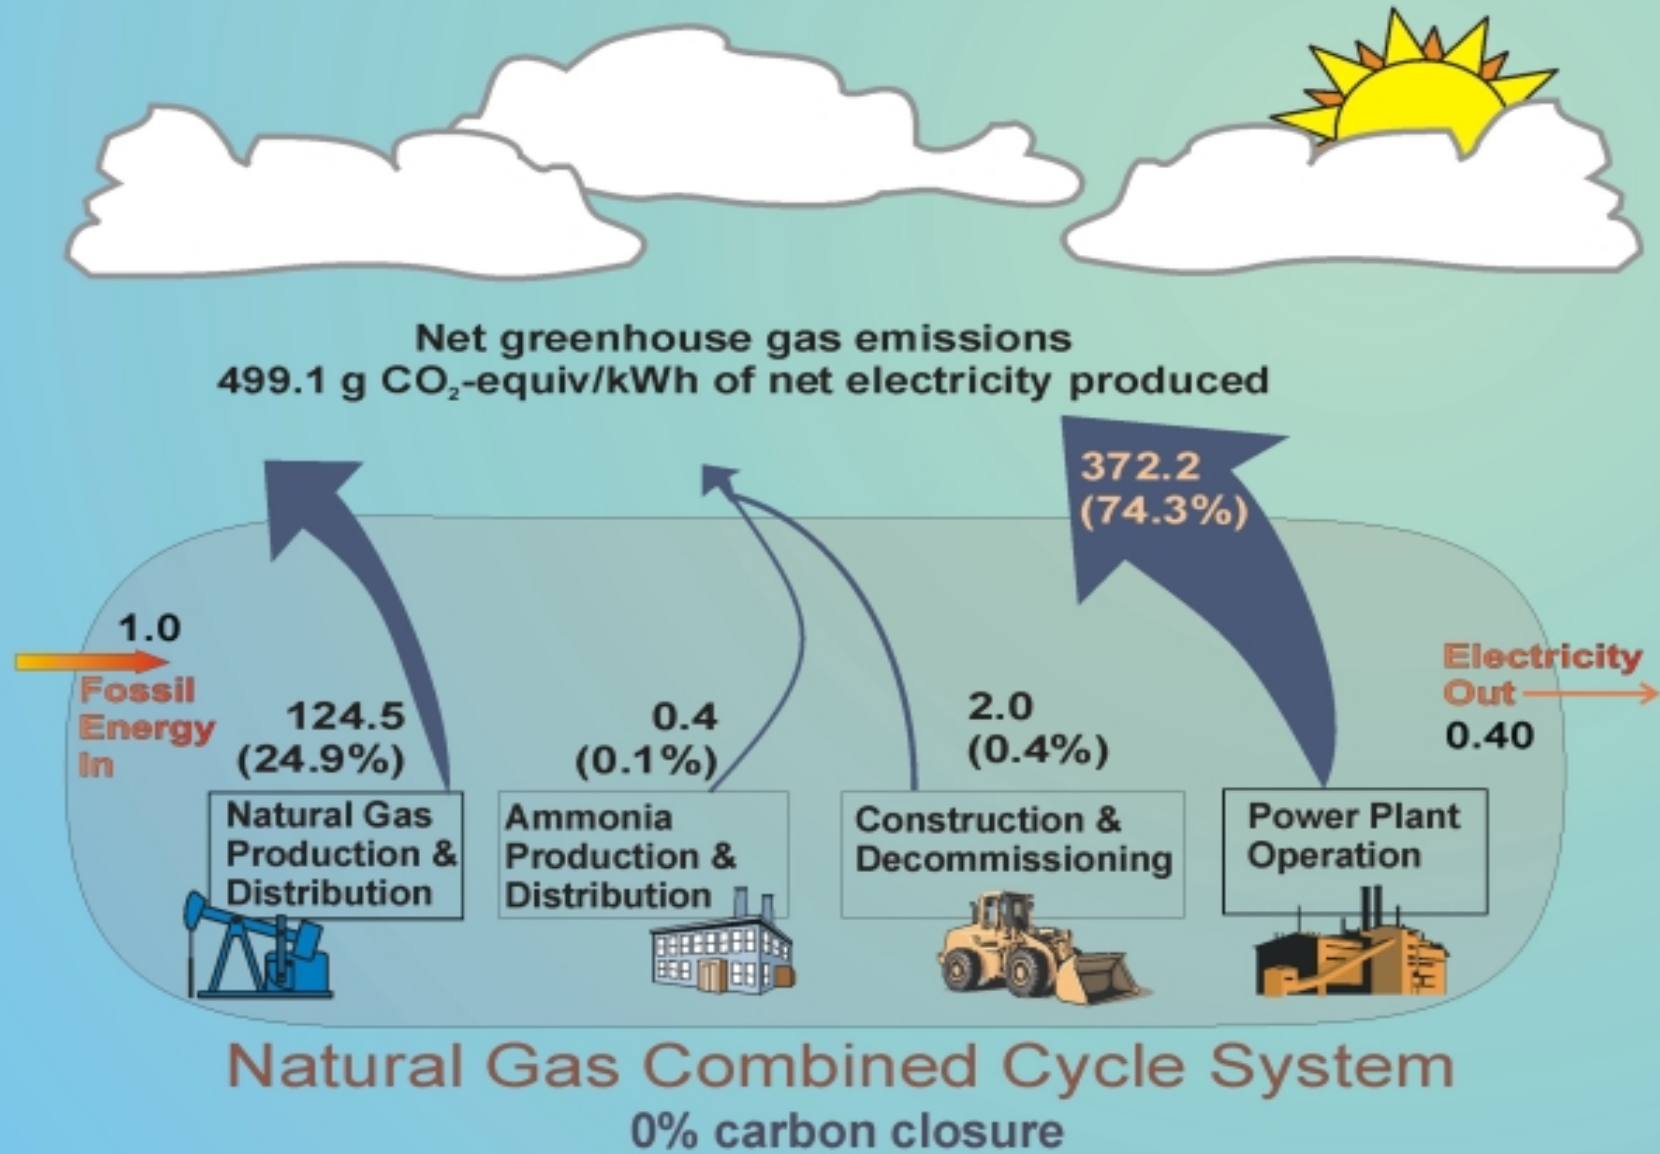 Net greenhouse gas emissions
499.1 g CO₂-equiv/kWh of net electricity produced
372.2
(74.3%)
1.0
Fossil
Energy
In
124.5
(24.9%)
0.4
(0.1%)
2.0
(0.4%)
Electricity
Out
0.40
Natural Gas
Production &
Distribution
Ammonia
Production &
Distribution
Construction &
Decommissioning
Power Plant
Operation
Natural Gas Combined Cycle System
0% carbon closure